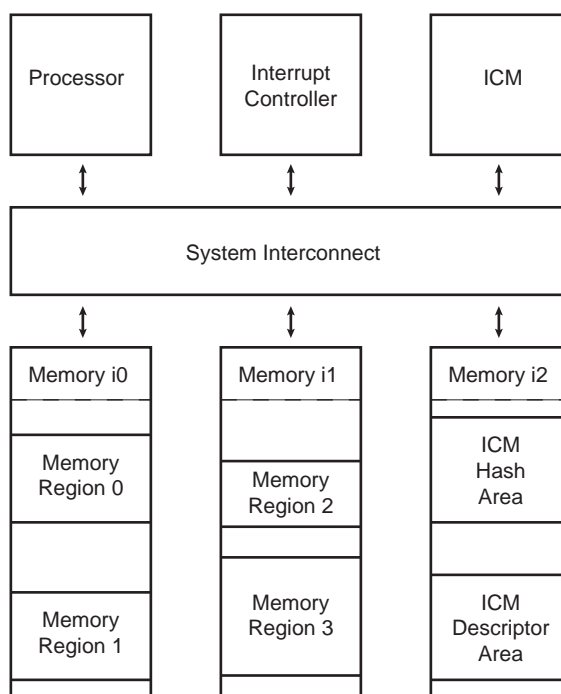 Processor
Interrupt
Controller
ICM
System Interconnect
Memory i0
Memory i1
Memory i2
Memory
Region 0
Memory
Region 1
Memory
Region 2
Memory
Region 3
ICM
Hash
Area
ICM
Descriptor
Area